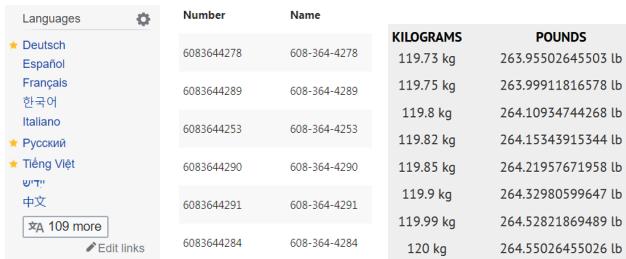 Languages
Deutsch
Español
Français
한국어
Italiano
Русский
Tiếng Việt
ייִדיש
中文
109 more
Edit links
Number Name
6083644278 608-364-4278
6083644289 608-364-4289
6083644253 608-364-4253
6083644290 608-364-4290
6083644291 608-364-4291
6083644284 608-364-4284
KILOGRAMS POUNDS
119.73 kg 263.95502645503 lb
119.75 kg 263.99911816578 lb
119.8 kg 264.10934744268 lb
119.82 kg 264.15343915344 lb
119.85 kg 264.21957671958 lb
119.9 kg 264.32980599647 lb
119.99 kg 264.52821869489 lb
120 kg 264.55026455026 lb